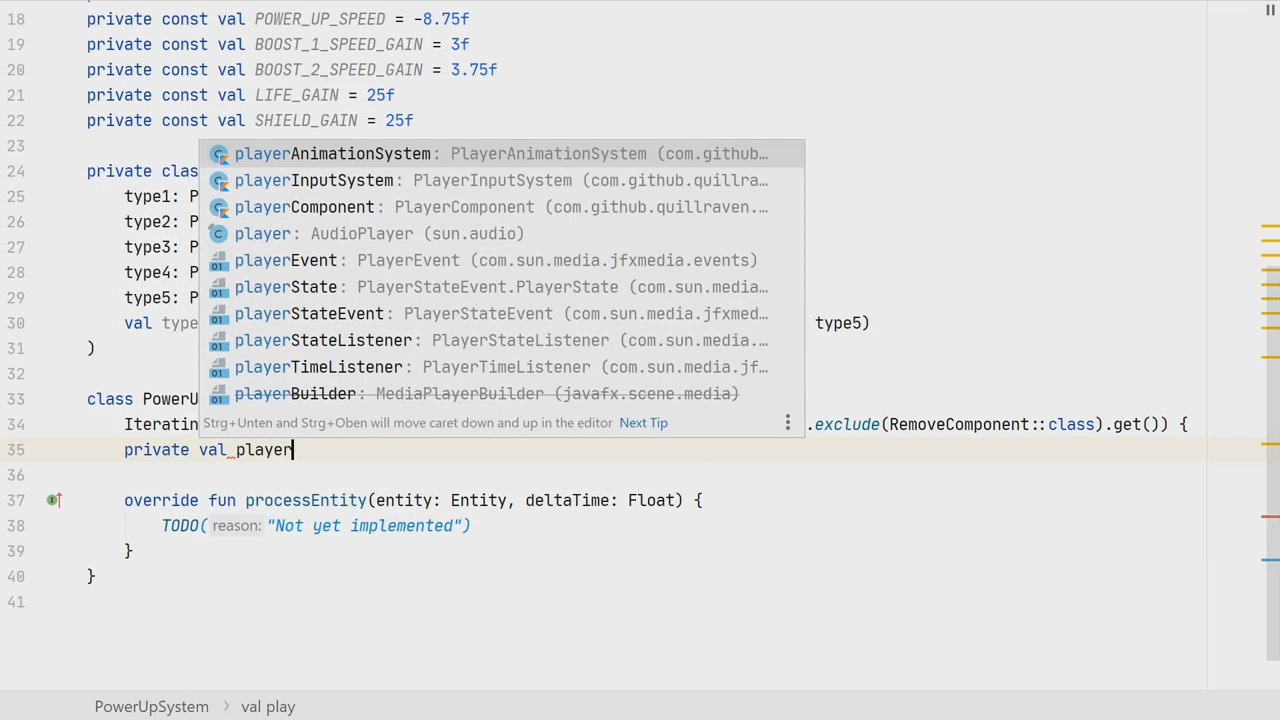 18 private const val POWER_UP_SPEED = -8.75f
19 private const val BOOST_1_SPEED_GAIN = 3f
20 private const val BOOST_2_SPEED_GAIN = 3.75f
21 private const val LIFE_GAIN = 25f
22 private const val SHIELD_GAIN = 25f
23
24 private clas
25 type1: P
26 type2: P
27 type3: P
28 type4: P
29 type5: P
30 val type type5)
31 )
32
33 class PowerU
34 Iteratin .exclude(RemoveComponent::class).get()) {
35 private val player
36
37 override fun processEntity(entity: Entity, deltaTime: Float) {
38 TODO( reason: "Not yet implemented")
39 }
40 }
41
playerAnimationSystem: PlayerAnimationSystem (com.github…
playerInputSystem: PlayerInputSystem (com.github.quillra…
playerComponent: PlayerComponent (com.github.quillraven.…
player: AudioPlayer (sun.audio)
playerEvent: PlayerEvent (com.sun.media.jfxmedia.events)
playerState: PlayerStateEvent.PlayerState (com.sun.media…
playerStateEvent: PlayerStateEvent (com.sun.media.jfxmed…
playerStateListener: PlayerStateListener (com.sun.media.…
playerTimeListener: PlayerTimeListener (com.sun.media.jf…
playerBuilder: MediaPlayerBuilder (javafx.scene.media)
Strg+Unten and Strg+Oben will move caret down and up in the editor Next Tip
PowerUpSystem > val play